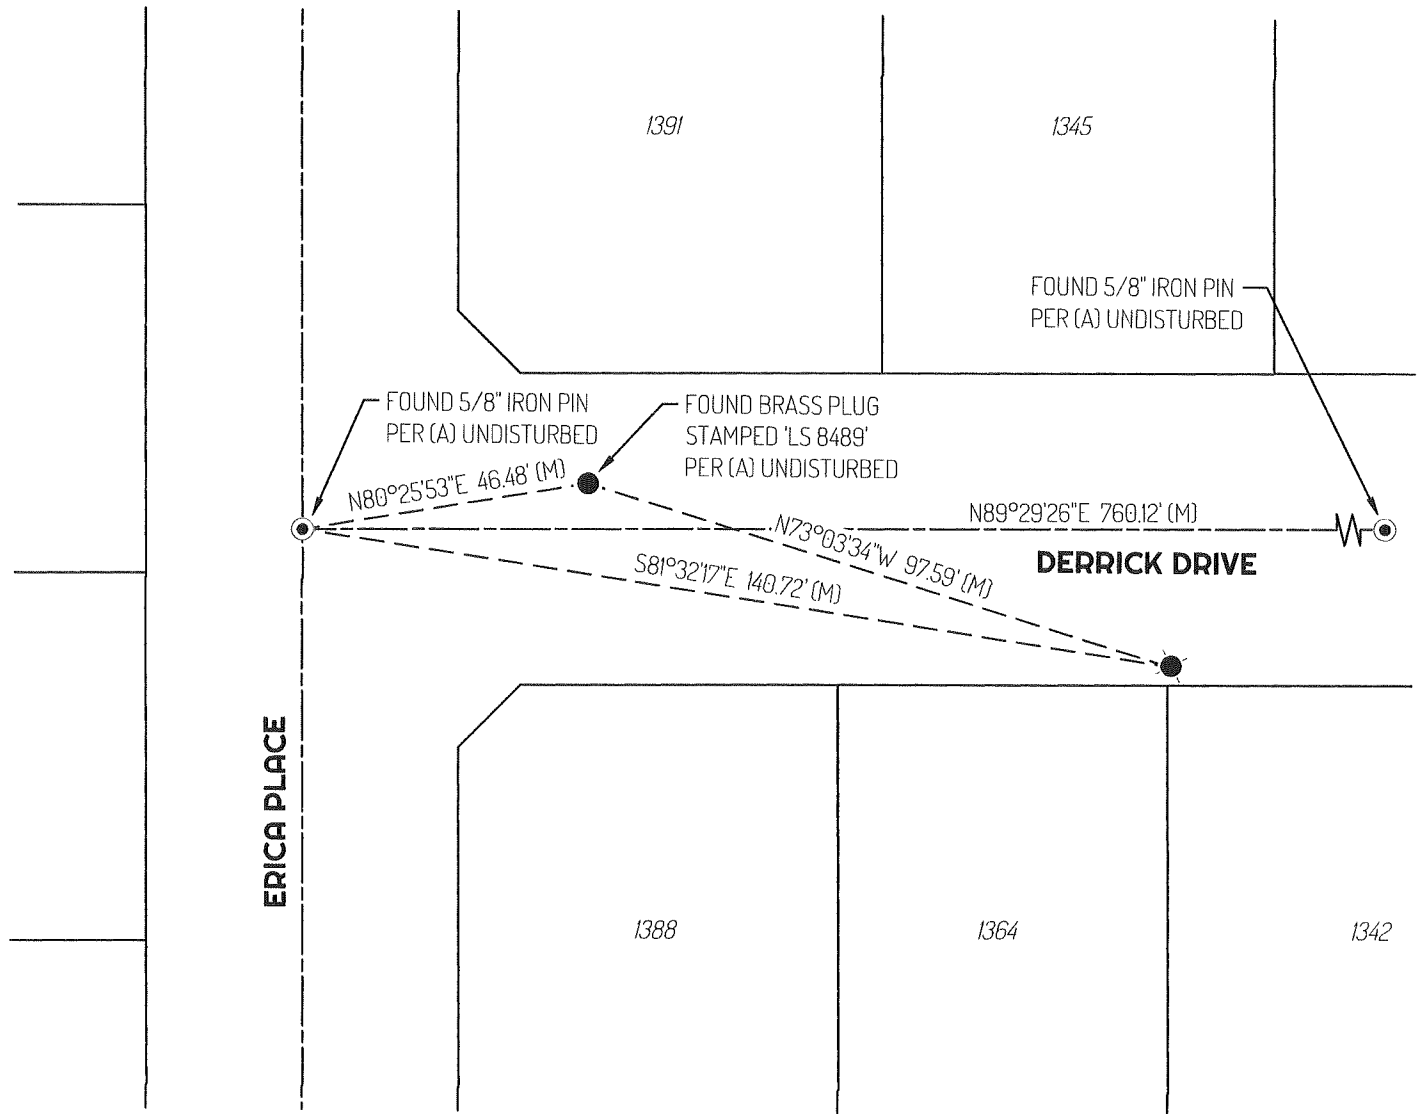 1391
1345
FOUND 5/8" IRON PIN
PER (A) UNDISTURBED
FOUND 5/8" IRON PIN
PER (A) UNDISTURBED
FOUND BRASS PLUG
STAMPED 'LS 8489'
PER (A) UNDISTURBED
N80°25'53"E 46.48' (M)
N89°29'26"E 760.12' (M)
N73°03'34"W 97.59' (M)
DERRICK DRIVE
S81°32'17"E 140.72' (M)
ERICA PLACE
1388
1364
1342